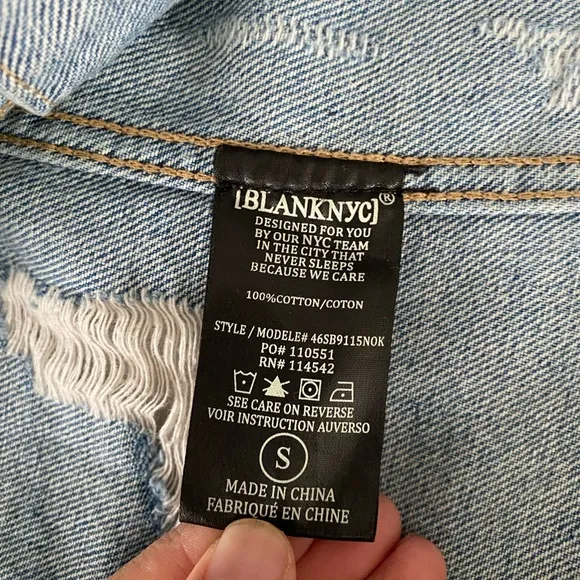 [BLANKNYC]®
DESIGNED FOR YOU
BY OUR NYC TEAM
IN THE CITY THAT
NEVER SLEEPS
BECAUSE WE CARE
100%COTTON/COTON
STYLE / MODELE# 46SB9115NOK
PO# 110551
RN# 114542
SEE CARE ON REVERSE
VOIR INSTRUCTION AUVERSO
S
MADE IN CHINA
FABRIQUÉ EN CHINE